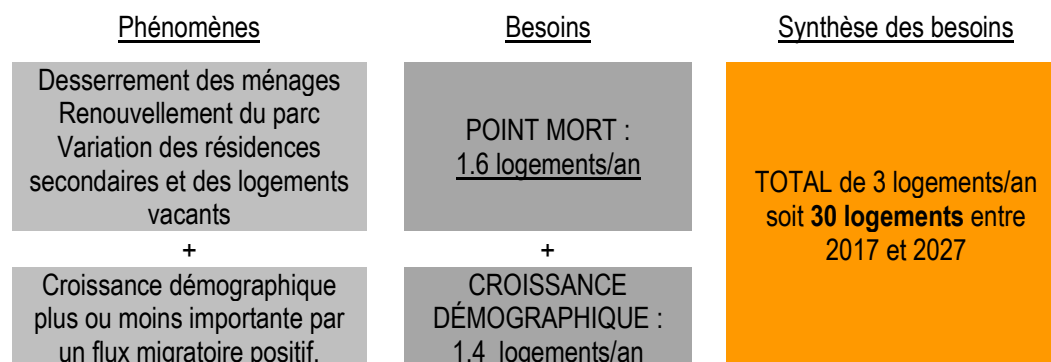 Phénomènes
Desserrement des ménages
Renouvellement du parc
Variation des résidences
secondaires et des logements
vacants
+
Croissance démographique
plus ou moins importante par
un flux migratoire positif.
Besoins
POINT MORT :
1.6 logements/an
+
CROISSANCE
DÉMOGRAPHIQUE :
1.4 logements/an
Synthèse des besoins
TOTAL de 3 logements/an
soit 30 logements entre
2017 et 2027